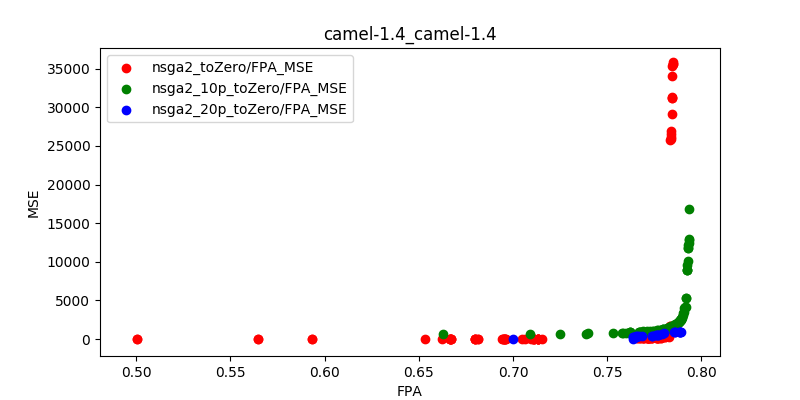 camel-1.4_camel-1.4
nsga2_toZero/FPA_MSE
nsga2_10p_toZero/FPA_MSE
nsga2_20p_toZero/FPA_MSE
MSE
35000
30000
25000
20000
15000
10000
5000
0
0.50 0.55 0.60 0.65 0.70 0.75 0.80
FPA